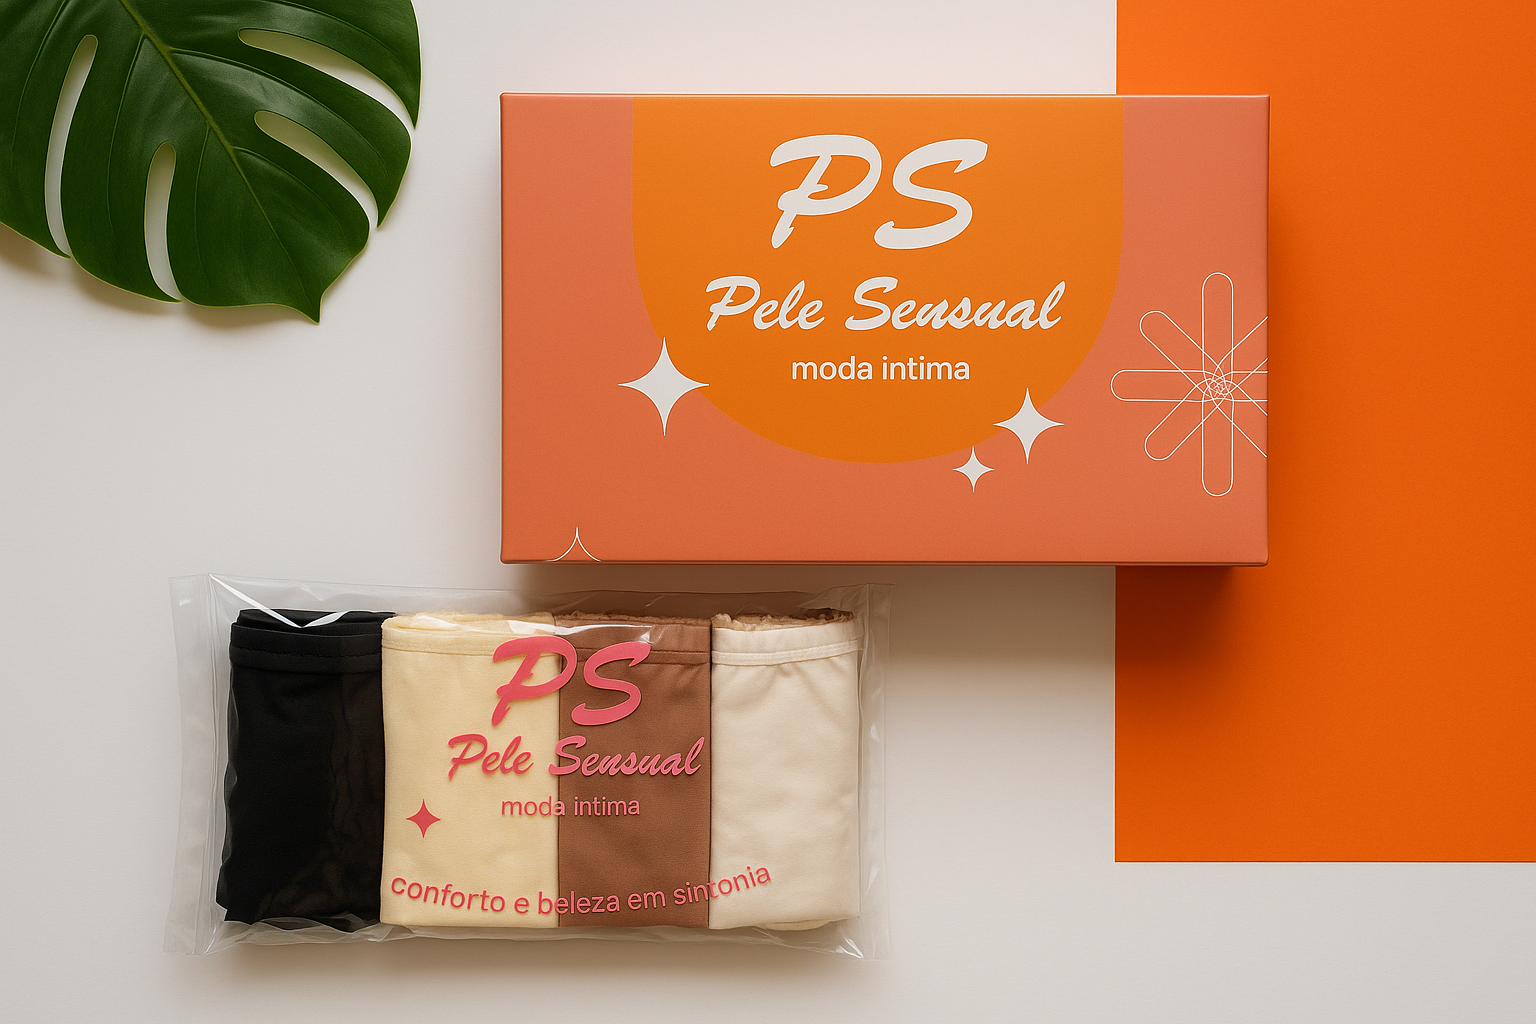 PS
Pele Sensual
moda intima
PS
Pele Sensual
moda intima
conforto e beleza em sintonia